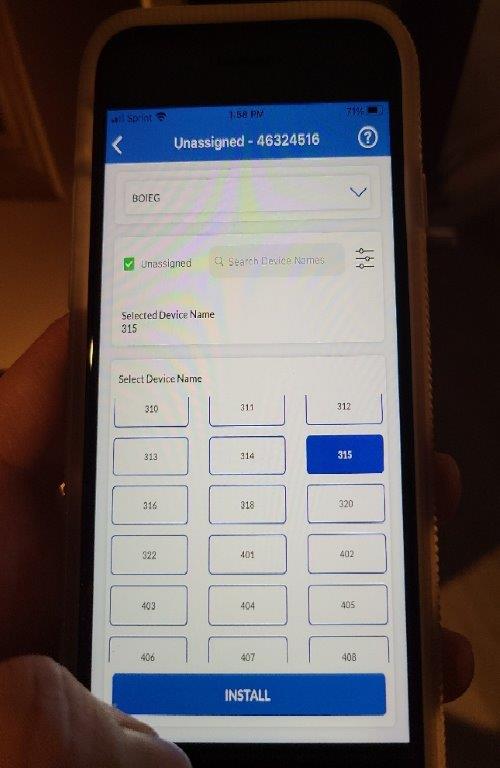 Sprint 1:58 PM 71%
Unassigned - 46324516 ?
BOIEG
Unassigned Search Device Names
Selected Device Name
315
Select Device Name
310 311 312
313 314 315
316 318 320
322 401 402
403 404 405
406 407 408
INSTALL